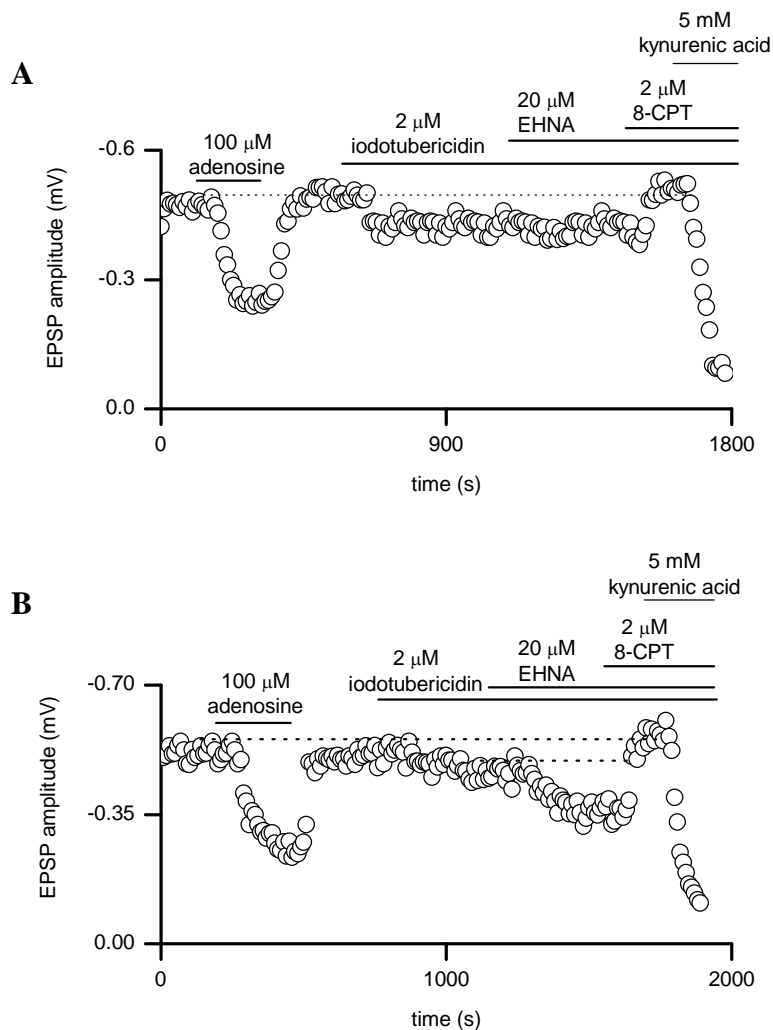 A
5 mM
kynurenic acid
2 μM
8-CPT
20 μM
EHNA
2 μM
iodotubericidin
100 μM
adenosine
-0.6
-0.3
0.0
EPSP amplitude (mV)
0
900
1800
time (s)
B
5 mM
kynurenic acid
2 μM
8-CPT
20 μM
EHNA
2 μM
iodotubericidin
100 μM
adenosine
-0.70
-0.35
0.00
EPSP amplitude (mV)
0
1000
2000
time (s)